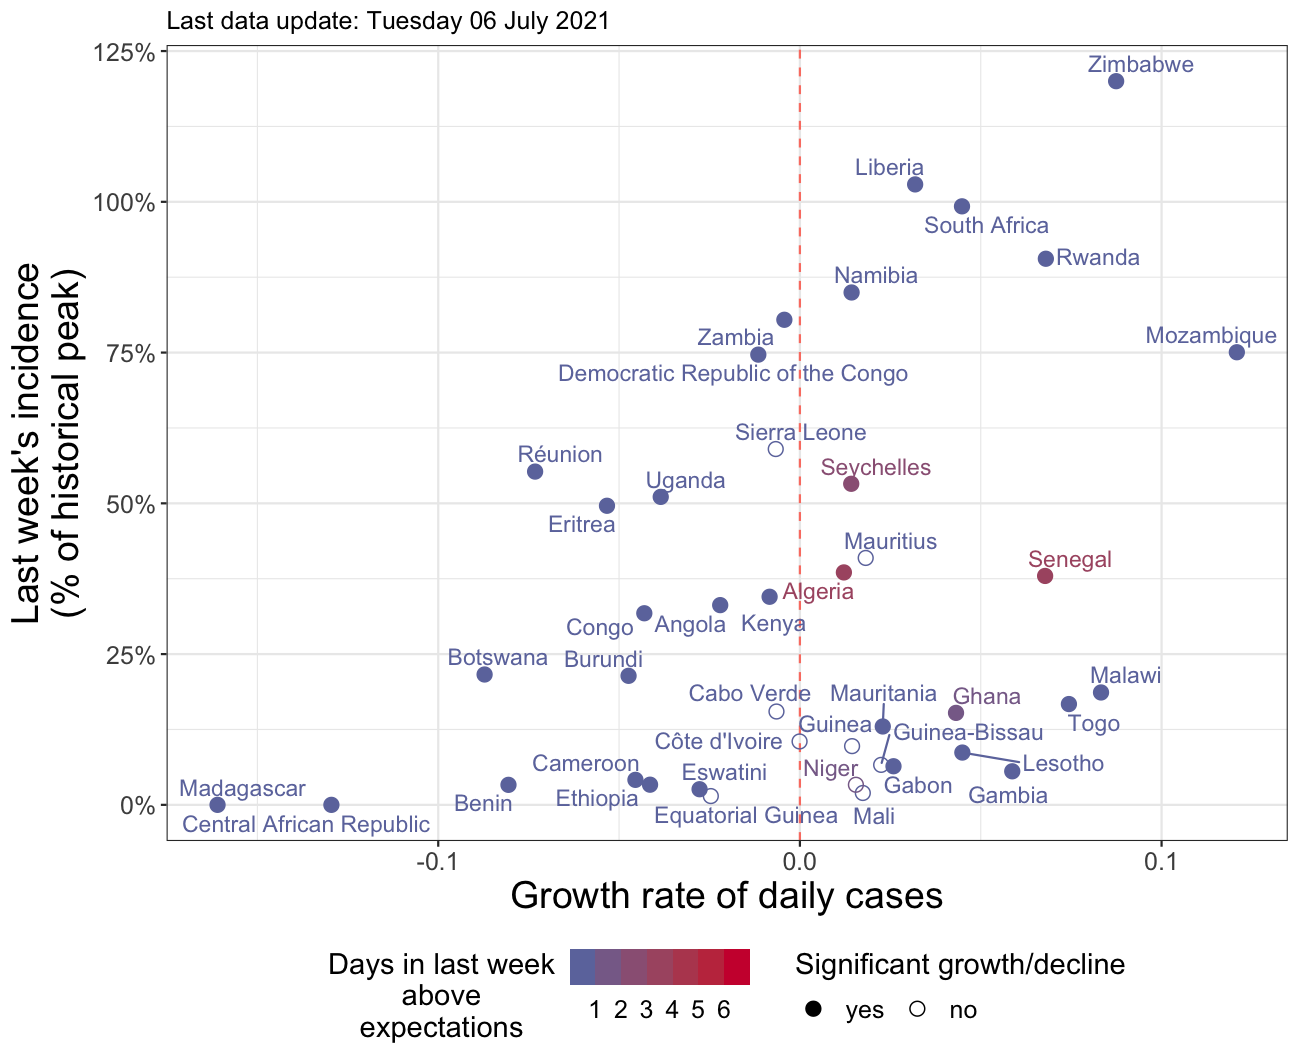 Last data update: Tuesday 06 July 2021
125%
100%
75%
50%
25%
0%
Last week's incidence
(% of historical peak)
Zimbabwe
Liberia
South Africa
Rwanda
Namibia
Zambia
Mozambique
Democratic Republic of the Congo
Sierra Leone
Réunion
Seychelles
Uganda
Eritrea
Mauritius
Senegal
Algeria
Congo
Angola
Kenya
Botswana
Burundi
Malawi
Cabo Verde
Mauritania
Ghana
Togo
Guinea
Guinea-Bissau
Côte d'Ivoire
Cameroon
Eswatini
Niger
Lesotho
Madagascar
Benin
Ethiopia
Gabon
Gambia
Central African Republic
Equatorial Guinea
Mali
-0.1
0.0
0.1
Growth rate of daily cases
Days in last week
above
expectations
1 2 3 4 5 6
Significant growth/decline
yes
no